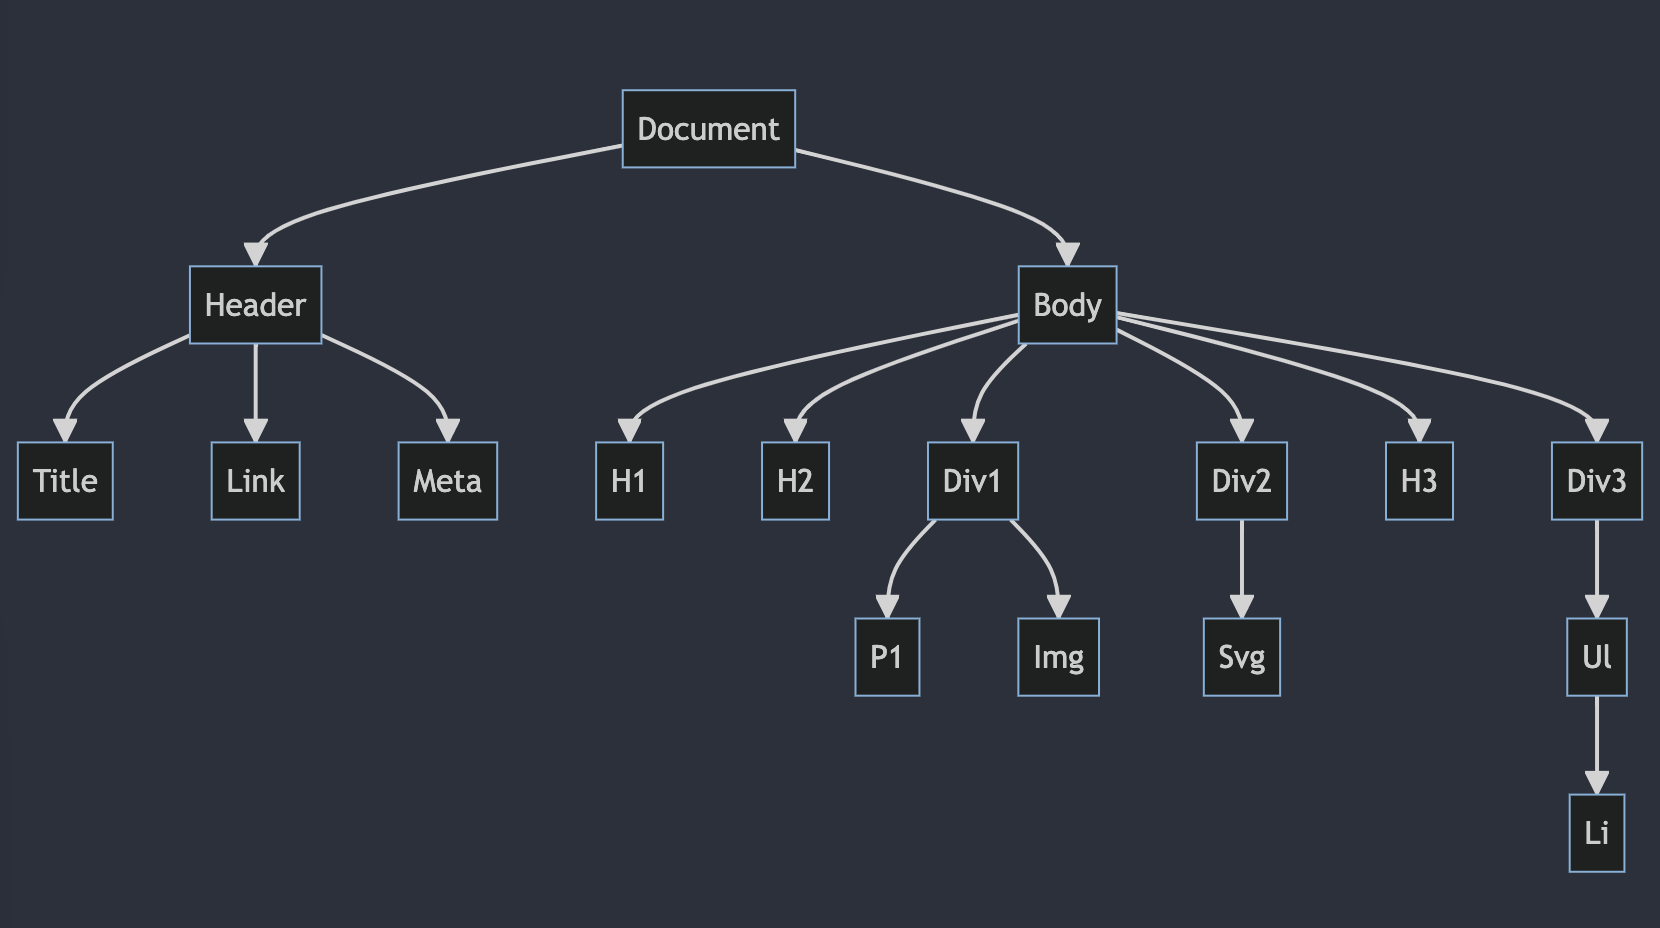 Document
Header
Body
Title
Link
Meta
H1
H2
Div1
Div2
H3
Div3
P1
Img
Svg
Ul
Li